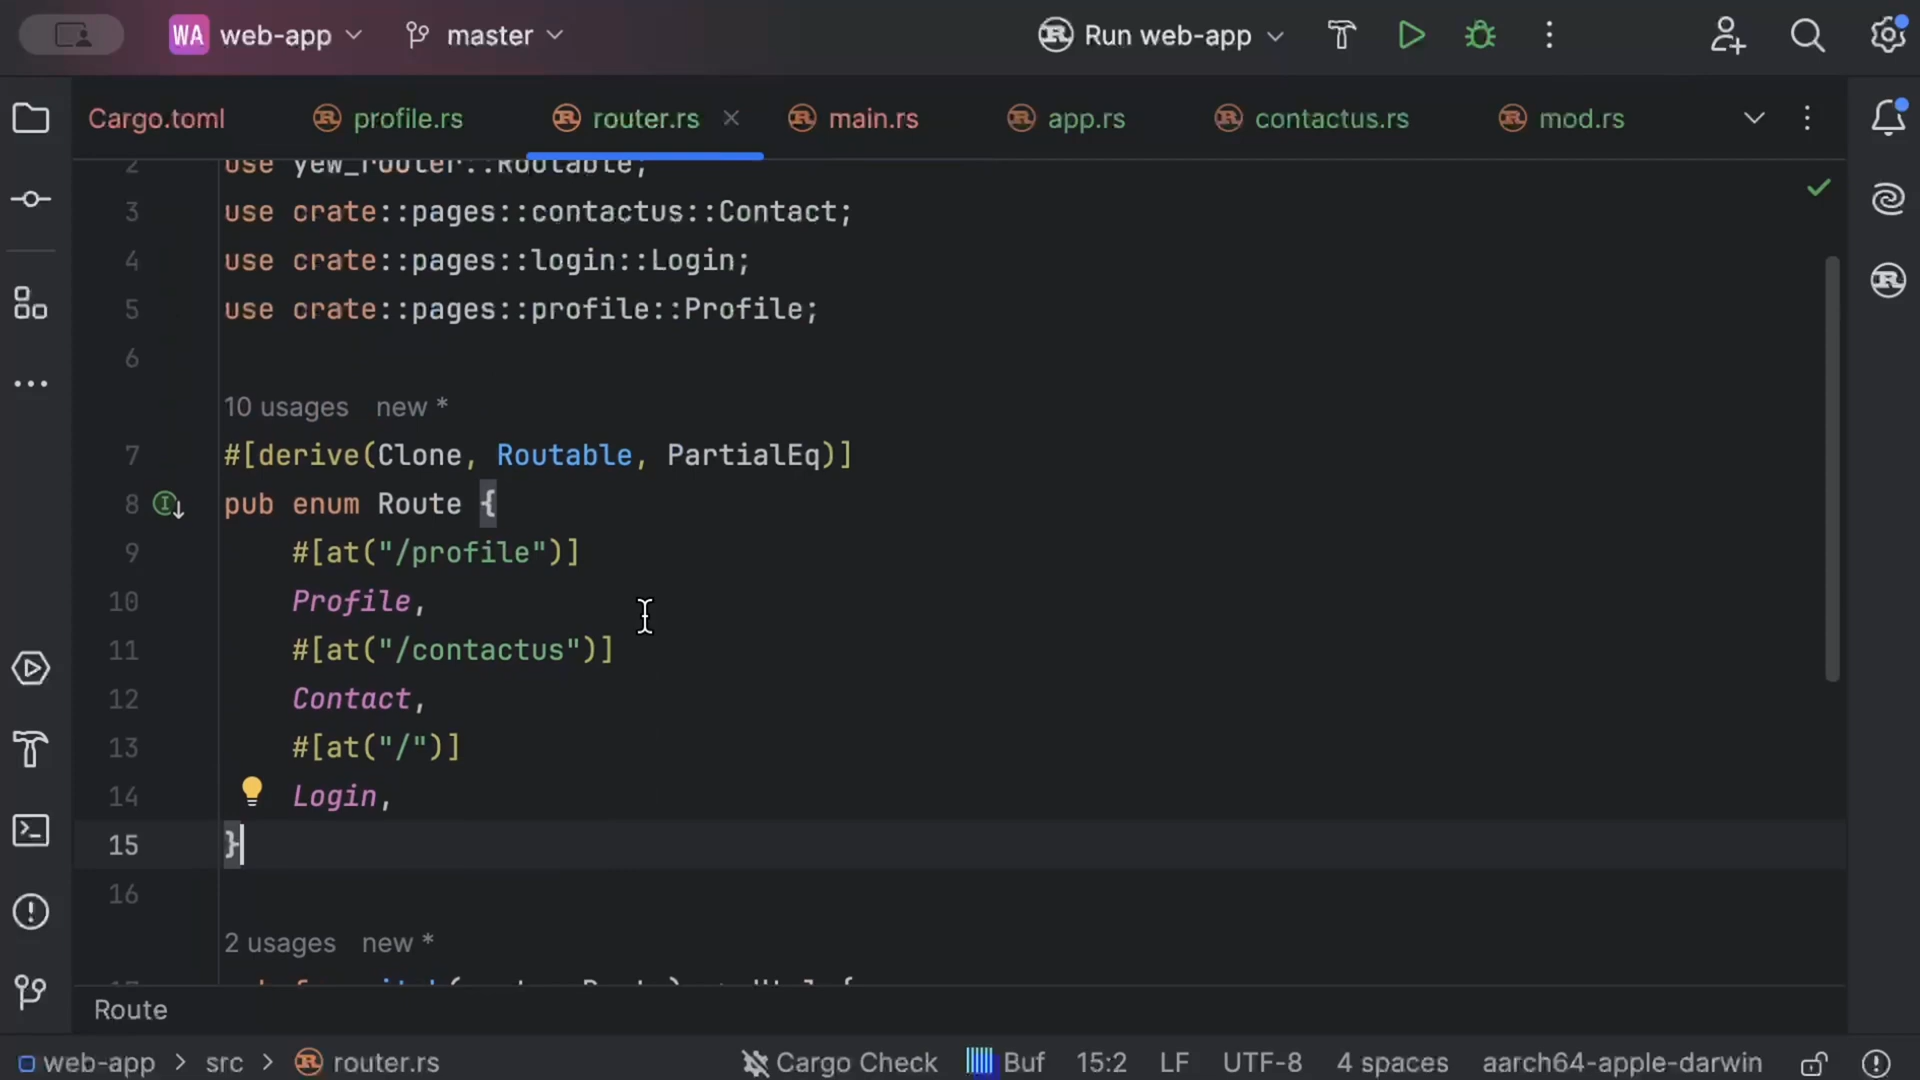 WA web-app master Run web-app
Cargo.toml profile.rs router.rs main.rs app.rs contactus.rs mod.rs
2 use yew_router::Routable;
3 use crate::pages::contactus::Contact;
4 use crate::pages::login::Login;
5 use crate::pages::profile::Profile;
6
10 usages new *
7 #[derive(Clone, Routable, PartialEq)]
8 pub enum Route {
9 #[at("/profile")]
10 Profile,
11 #[at("/contactus")]
12 Contact,
13 #[at("/")]
14 Login,
15 }
16
2 usages new *
Route
web-app > src > router.rs Cargo Check Buf 15:2 LF UTF-8 4 spaces aarch64-apple-darwin